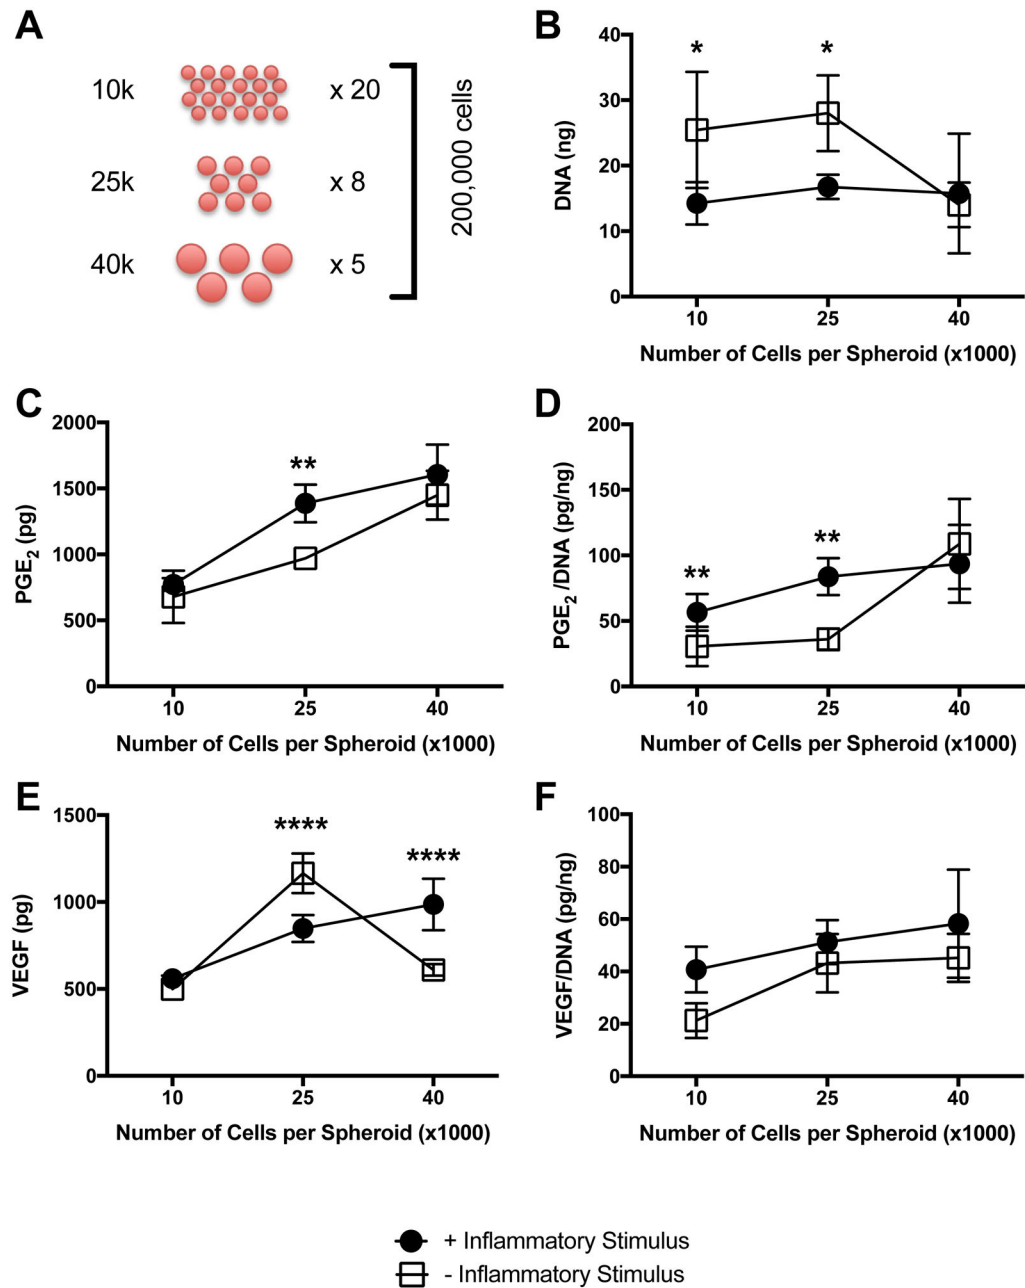 A
10k x 20
25k x 8
40k x 5
200,000 cells
B
DNA (ng)
40
30
20
10
0
* *
10 25 40
Number of Cells per Spheroid (x1000)
C
PGE₂ (pg)
2000
1500
1000
500
0
**
10 25 40
Number of Cells per Spheroid (x1000)
D
PGE₂ /DNA (pg/ng)
200
150
100
50
0
** **
10 25 40
Number of Cells per Spheroid (x1000)
E
VEGF (pg)
1500
1000
500
0
**** ****
10 25 40
Number of Cells per Spheroid (x1000)
F
VEGF/DNA (pg/ng)
100
80
60
40
20
0
10 25 40
Number of Cells per Spheroid (x1000)
+ Inflammatory Stimulus
- Inflammatory Stimulus